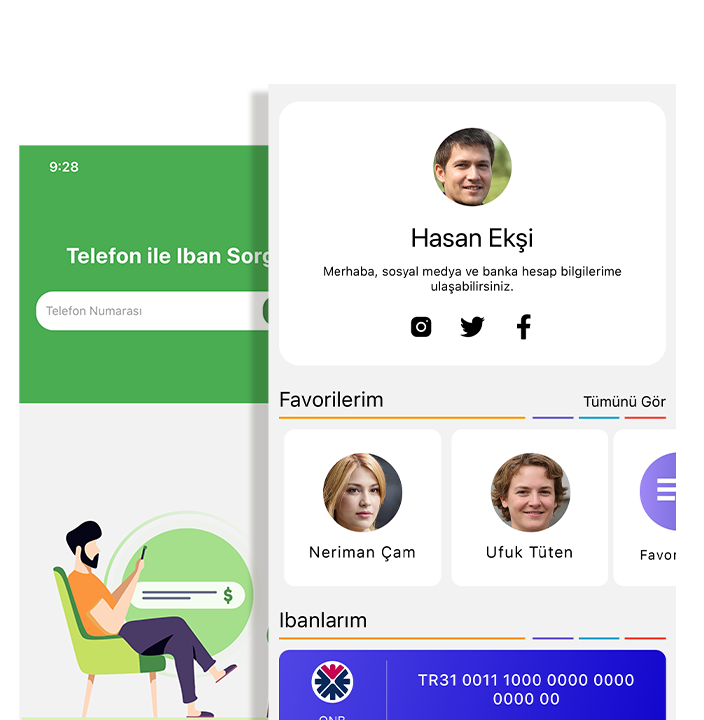 9:28
Telefon ile Iban Sorg
Telefon Numarası
$
Hasan Ekşi
Merhaba, sosyal medya ve banka hesap bilgilerime
ulaşabilirsiniz.
Favorilerim
Tümünü Gör
Neriman Çam
Ufuk Tüten
Favor
Ibanlarım
TR31 0011 1000 0000 0000
0000 00
QNB